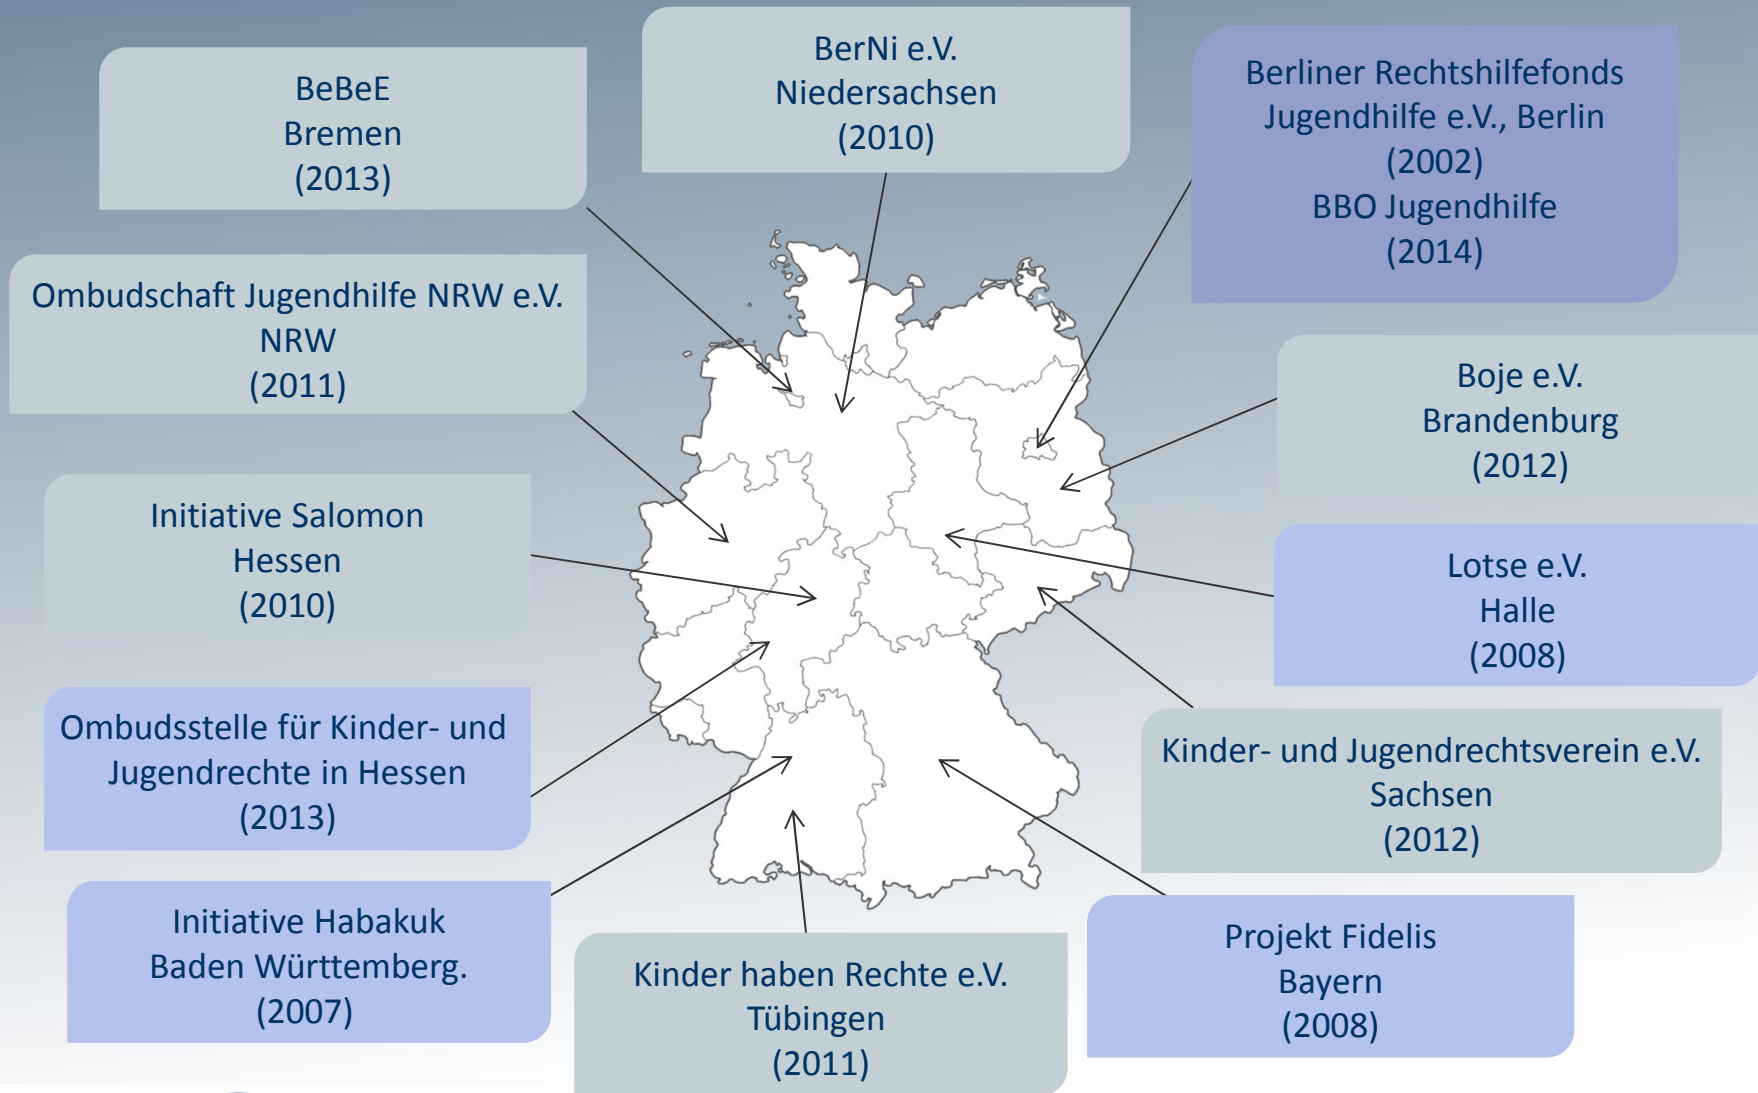 BeBeE
Bremen
(2013)
BerNi e.V.
Niedersachsen
(2010)
Berliner Rechtshilfefonds
Jugendhilfe e.V., Berlin
(2002)
BBO Jugendhilfe
(2014)
Ombudschaft Jugendhilfe NRW e.V.
NRW
(2011)
Boje e.V.
Brandenburg
(2012)
Initiative Salomon
Hessen
(2010)
Lotse e.V.
Halle
(2008)
Ombudsstelle für Kinder- und
Jugendrechte in Hessen
(2013)
Kinder- und Jugendrechtsverein e.V.
Sachsen
(2012)
Initiative Habakuk
Baden Württemberg.
(2007)
Kinder haben Rechte e.V.
Tübingen
(2011)
Projekt Fidelis
Bayern
(2008)